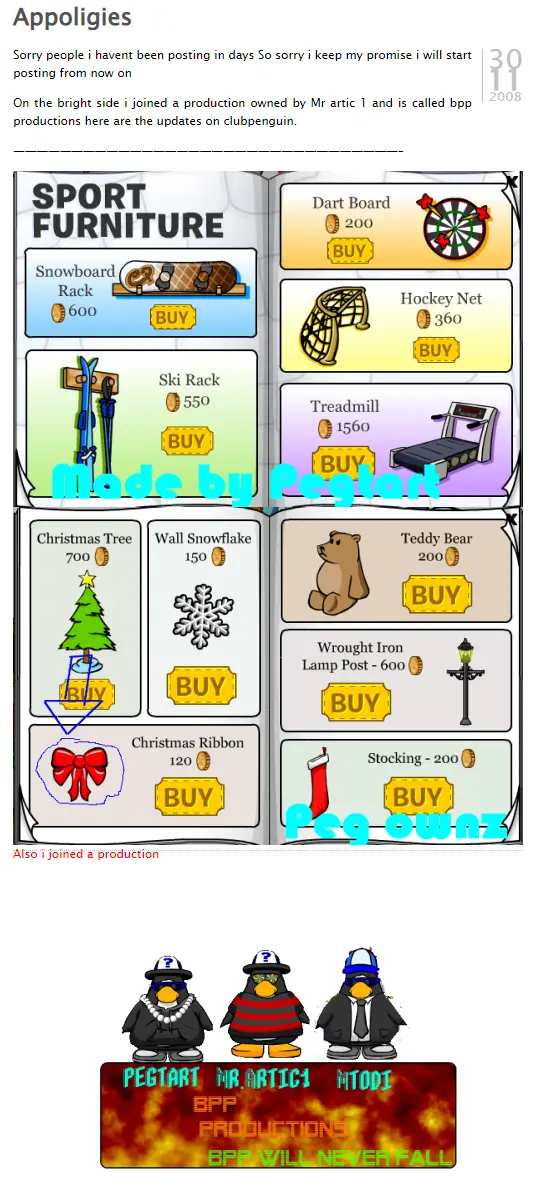 Appoligies
Sorry people i havent been posting in days So sorry i keep my promise i will start
posting from now on
30
11
2008
On the bright side i joined a production owned by Mr artic 1 and is called bpp
productions here are the updates on clubpenguin.
——————————————————————————————————-
SPORT
FURNITURE
Snowboard
Rack
600
BUY
Ski Rack
550
BUY
Dart Board
200
BUY
Hockey Net
360
BUY
Treadmill
1560
BUY
Made by Pegtart
x
Christmas Tree
700
BUY
Wall Snowflake
150
BUY
Christmas Ribbon
120
BUY
x
Teddy Bear
200
BUY
Wrought Iron
Lamp Post - 600
BUY
Stocking - 200
BUY
Peg ownz
Also i joined a production
?
?
PEGTART MR.ARTIC1 MTODI
BPP
PRODUCTIONS
BPP WILL NEVER FALL